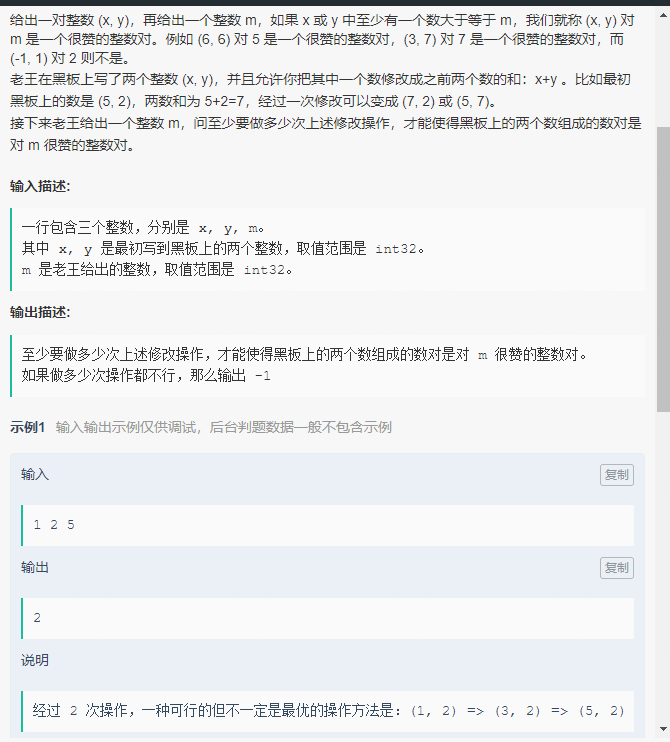 给出一对整数 (x, y)，再给出一个整数 m，如果 x 或 y 中至少有一个数大于等于 m，我们就称 (x, y) 对
m 是一个很赞的整数对。例如 (6, 6) 对 5 是一个很赞的整数对，(3, 7) 对 7 是一个很赞的整数对，而
(-1, 1) 对 2 则不是。
老王在黑板上写了两个整数 (x, y)，并且允许你把其中一个数修改成之前两个数的和：x+y 。比如最初
黑板上的数是 (5, 2)，两数和为 5+2=7，经过一次修改可以变成 (7, 2) 或 (5, 7)。
接下来老王给出一个整数 m，问至少要做多少次上述修改操作，才能使得黑板上的两个数组成的数对是
对 m 很赞的整数对。
输入描述:
一行包含三个整数，分别是 x, y, m。
其中 x, y 是最初写到黑板上的两个整数，取值范围是 int32。
m 是老王给出的整数，取值范围是 int32。
输出描述:
至少要做多少次上述修改操作，才能使得黑板上的两个数组成的数对是对 m 很赞的整数对。
如果做多少次操作都不行，那么输出 -1
示例1 输入输出示例仅供调试，后台判题数据一般不包含示例
输入 复制
1 2 5
输出 复制
2
说明
经过 2 次操作，一种可行的但不一定是最优的操作方法是：(1, 2) => (3, 2) => (5, 2)